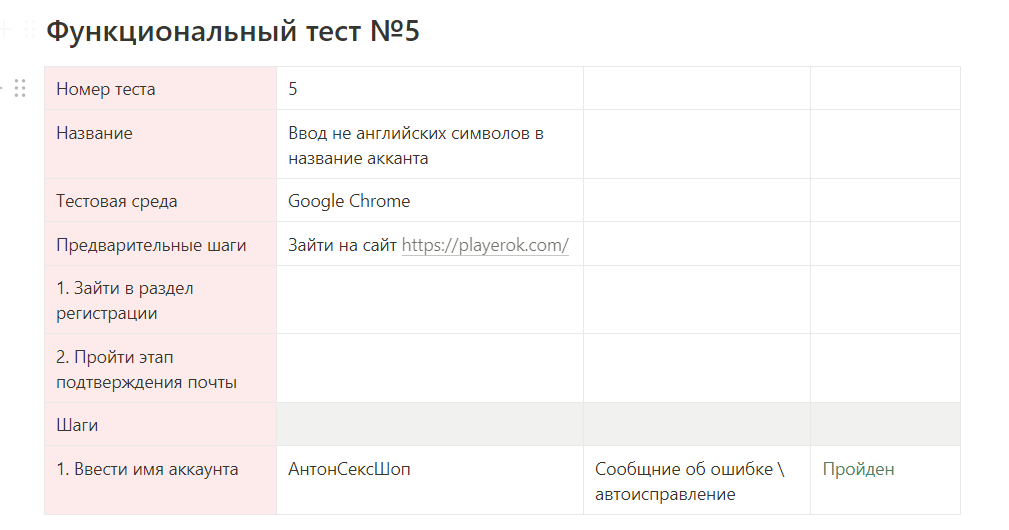 Функциональный тест №5
Номер теста 5
Название Ввод не английских символов в
название акканта
Тестовая среда Google Chrome
Предварительные шаги Зайти на сайт https://playerok.com/
1. Зайти в раздел
регистрации
2. Пройти этап
подтверждения почты
Шаги
1. Ввести имя аккаунта АнтонСексШоп Сообщние об ошибке \ Пройден
автоисправление